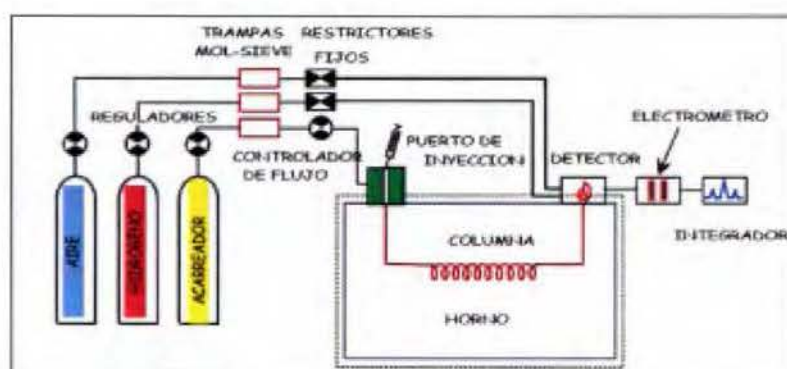 TRAMPAS RESTRICTORES
MOL-SIEVE FIJOS
REGULADORES
ELECTROMETRO
PUERTO DE
INYECCION
DETECTOR
CONTROLADOR
DE FLUJO
INTEGRADOR
COLUMNA
HORNO
AIRE
HIDROGENO
ACARREADOR